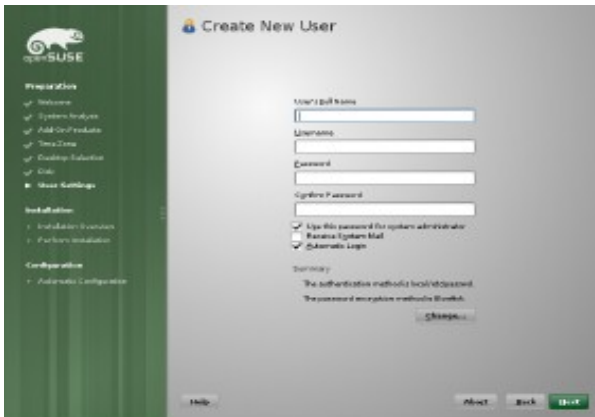 openSUSE
Preparation
Welcome
System Analysis
Add-On Products
Time Zone
Desktop Selection
Disk
User Settings
Installation
Installation Overview
Perform Installation
Configuration
Automatic Configuration
Create New User
User's Full Name
Username
Password
Confirm Password
Use this password for system administrator
Receive System Mail
Automatic Login
Summary
The authentication method is local /etc/passwd.
The password encryption method is Blowfish.
Change...
Help
Abort
Back
Next